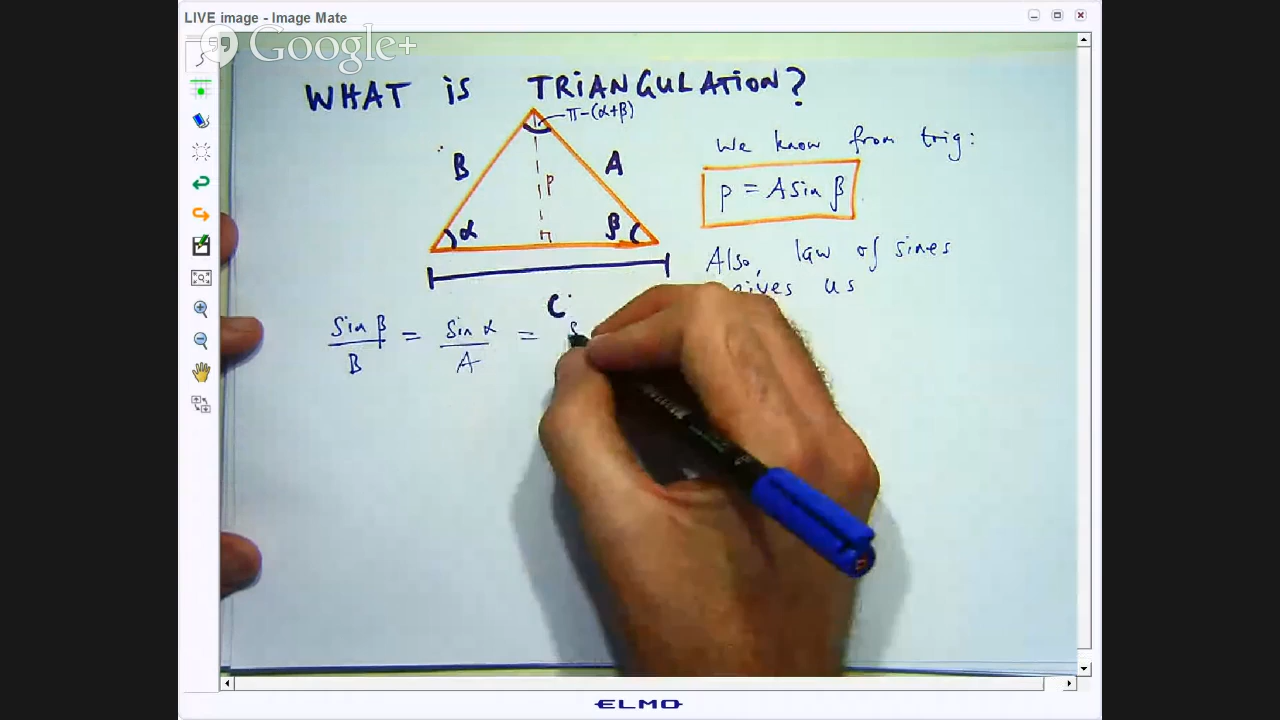 LIVE image - Image Mate
Google+
WHAT is TRIANGULATION?
π-(α+β)
B
A
p
α
β
C
We know from trig:
p = A sin β
Also, law of sines
gives us
sin β / B = sin α / A = s
ELMO